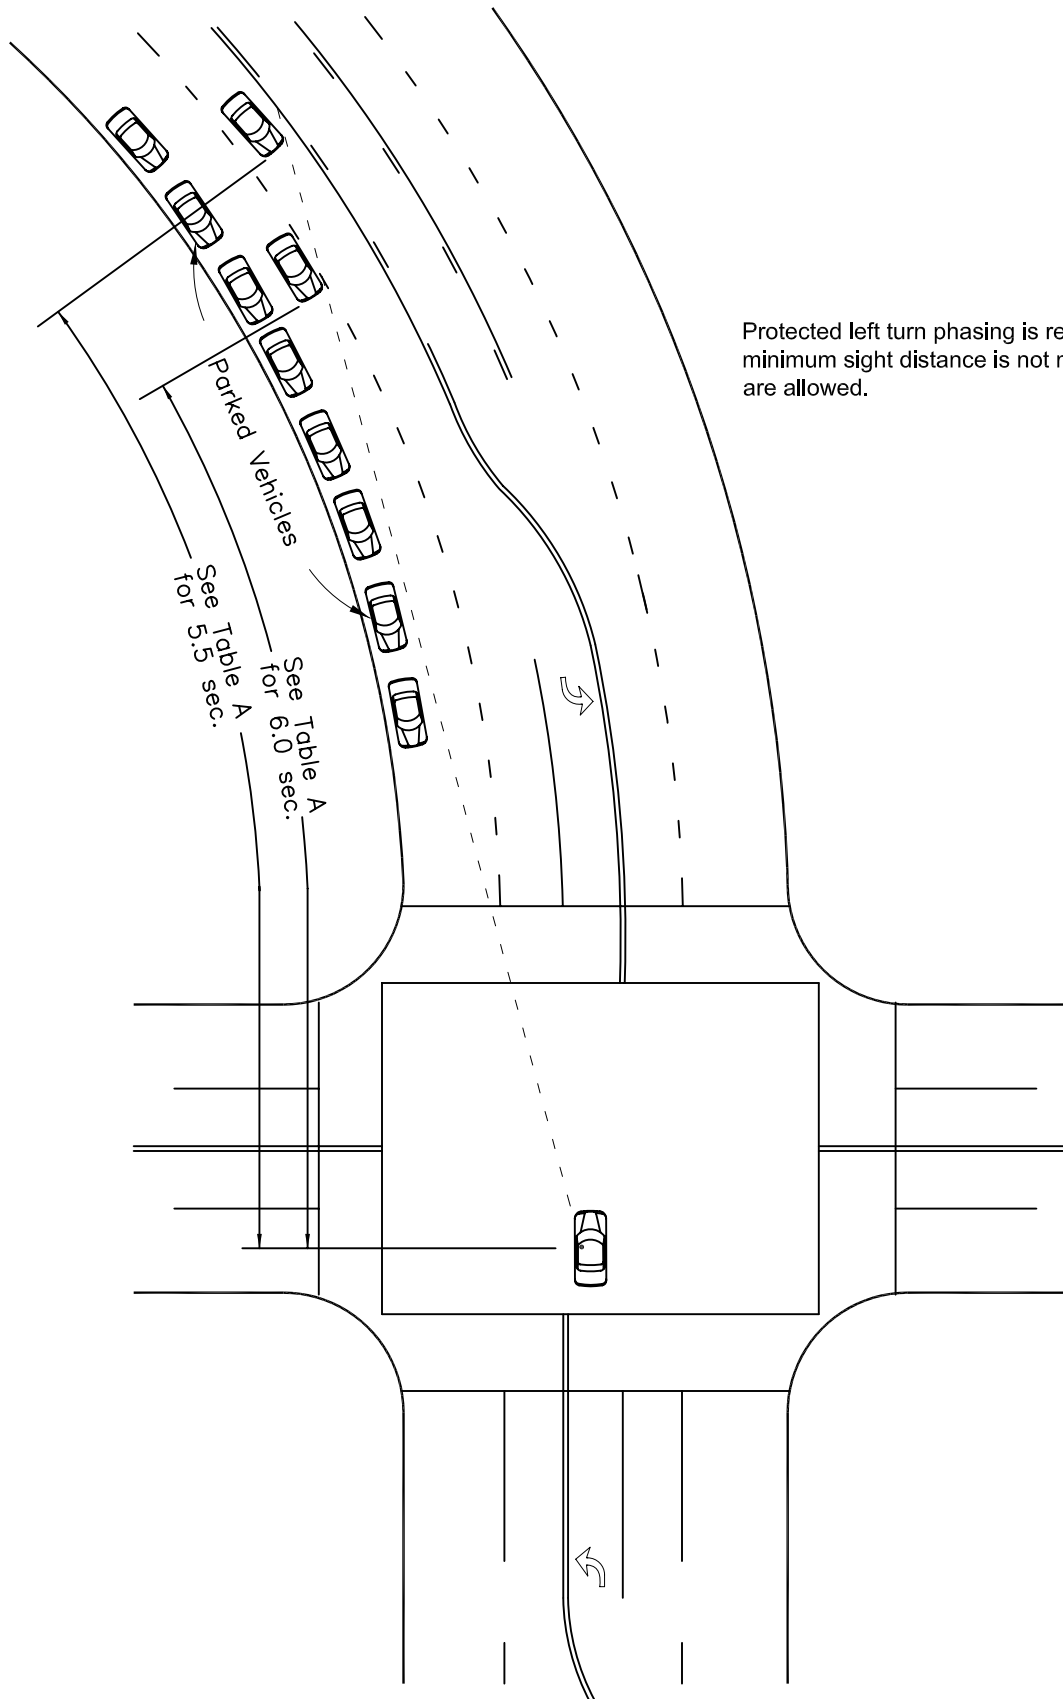 Protected left turn phasing is
minimum sight distance is not
are allowed.
Parked Vehicles
See Table A
for 5.5 sec.
See Table A
for 6.0 sec.